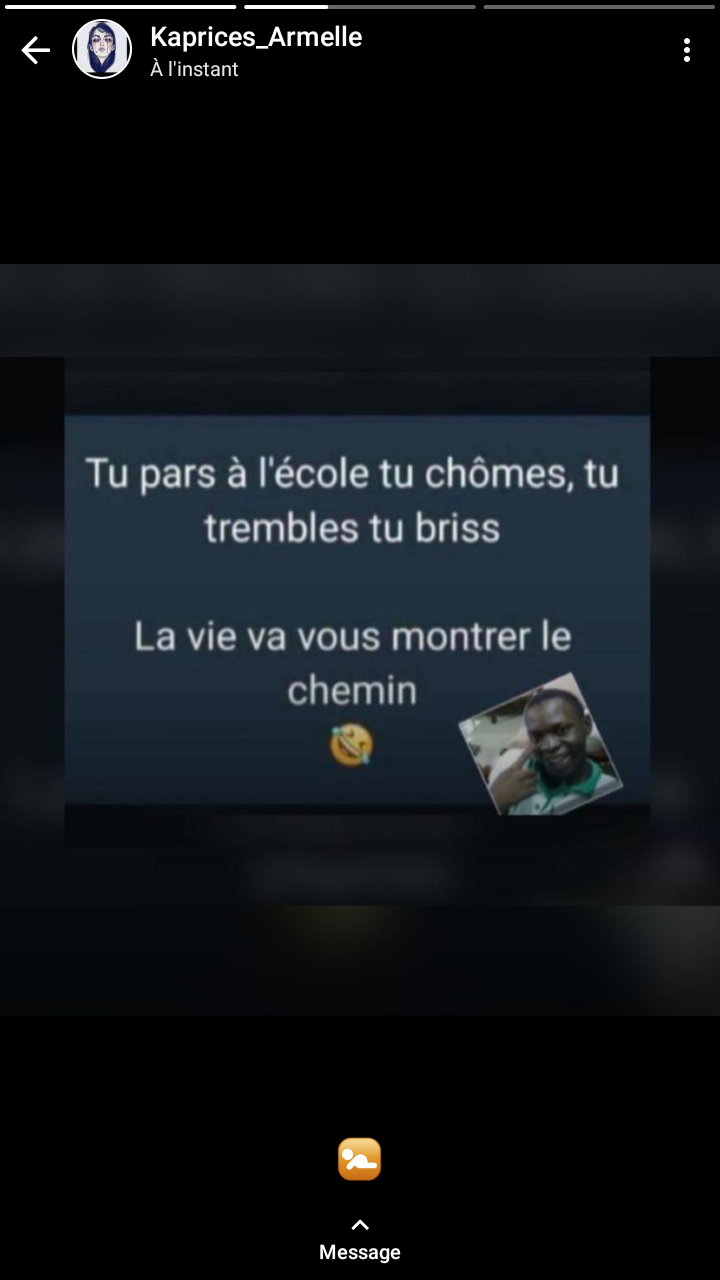 Kaprices_Armelle
À l'instant
Tu pars à l'école tu chômes, tu
trembles tu briss
La vie va vous montrer le
chemin
Message